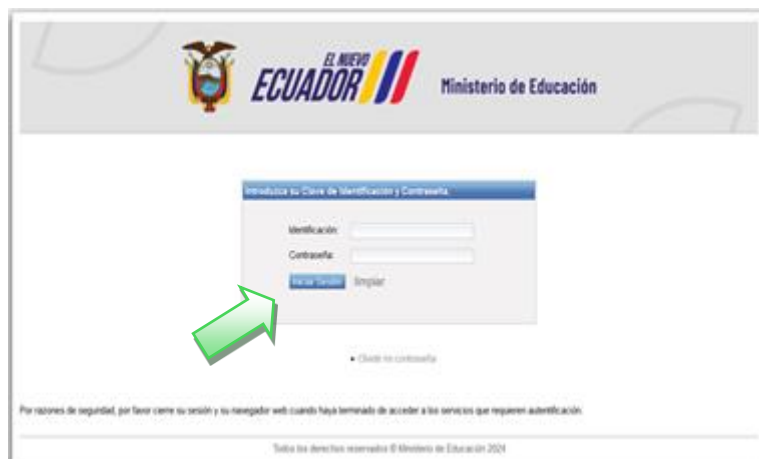 EL NUEVO
ECUADOR
Ministerio de Educación
Introduzca su Clave de Identificación y Contraseña.
Identificación:
Contraseña:
Iniciar Sesión limpiar
Olvidé mi contraseña
Por razones de seguridad, por favor cierre su sesión y su navegador web cuando haya terminado de acceder a los servicios que requieren autentificación.
Todos los derechos reservados © Ministerio de Educación 2024